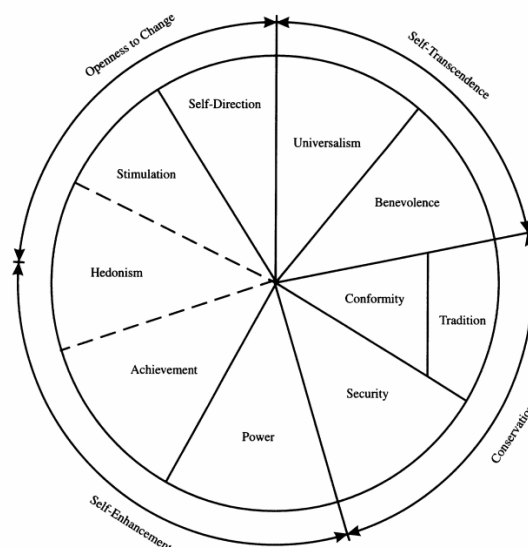 Openness to Change
Self-Transcendence
Self-Direction
Universalism
Stimulation
Benevolence
Hedonism
Conformity
Tradition
Achievement
Security
Power
Conservation
Self-Enhancement